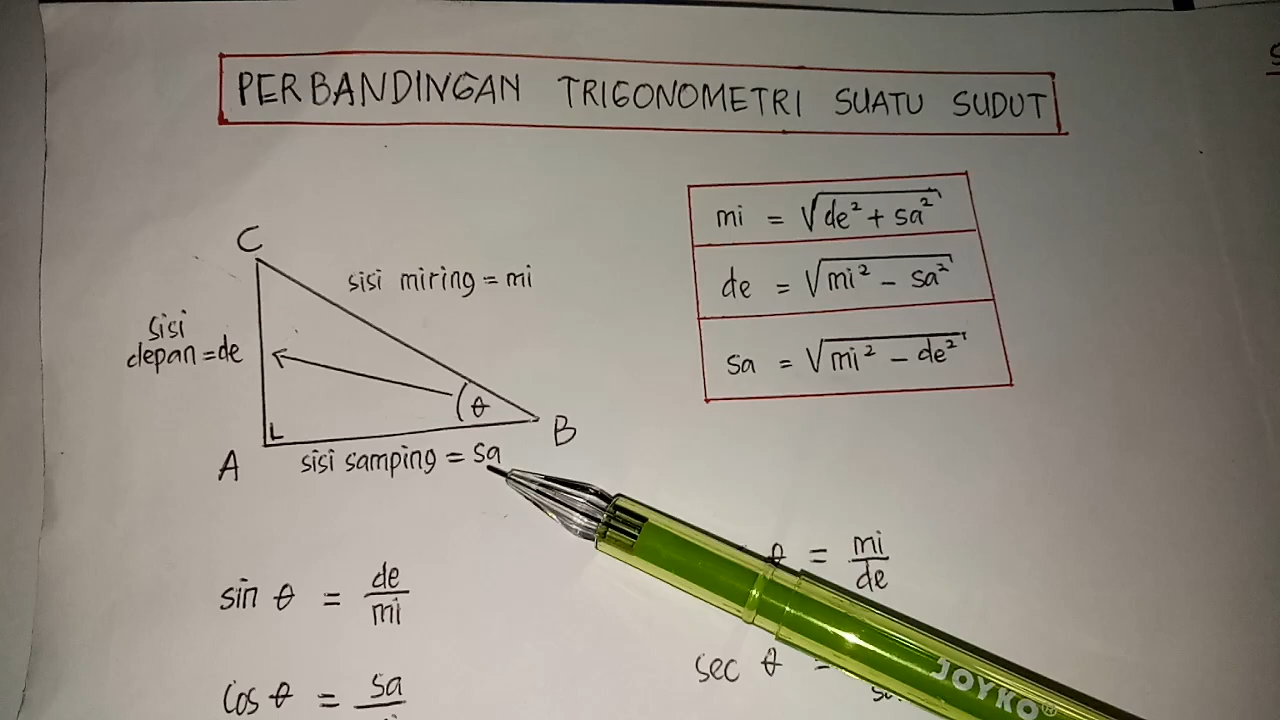 PERBANDINGAN TRIGONOMETRI SUATU SUDUT
C
sisi miring = mi
sisi
depan = de
θ
A
B
sisi samping = sa
mi = √de² + sa²
de = √mi² - sa²
sa = √mi² - de²
sin θ = de/mi
cos θ = sa
θ = mi/de
sec θ =
JOYKO®